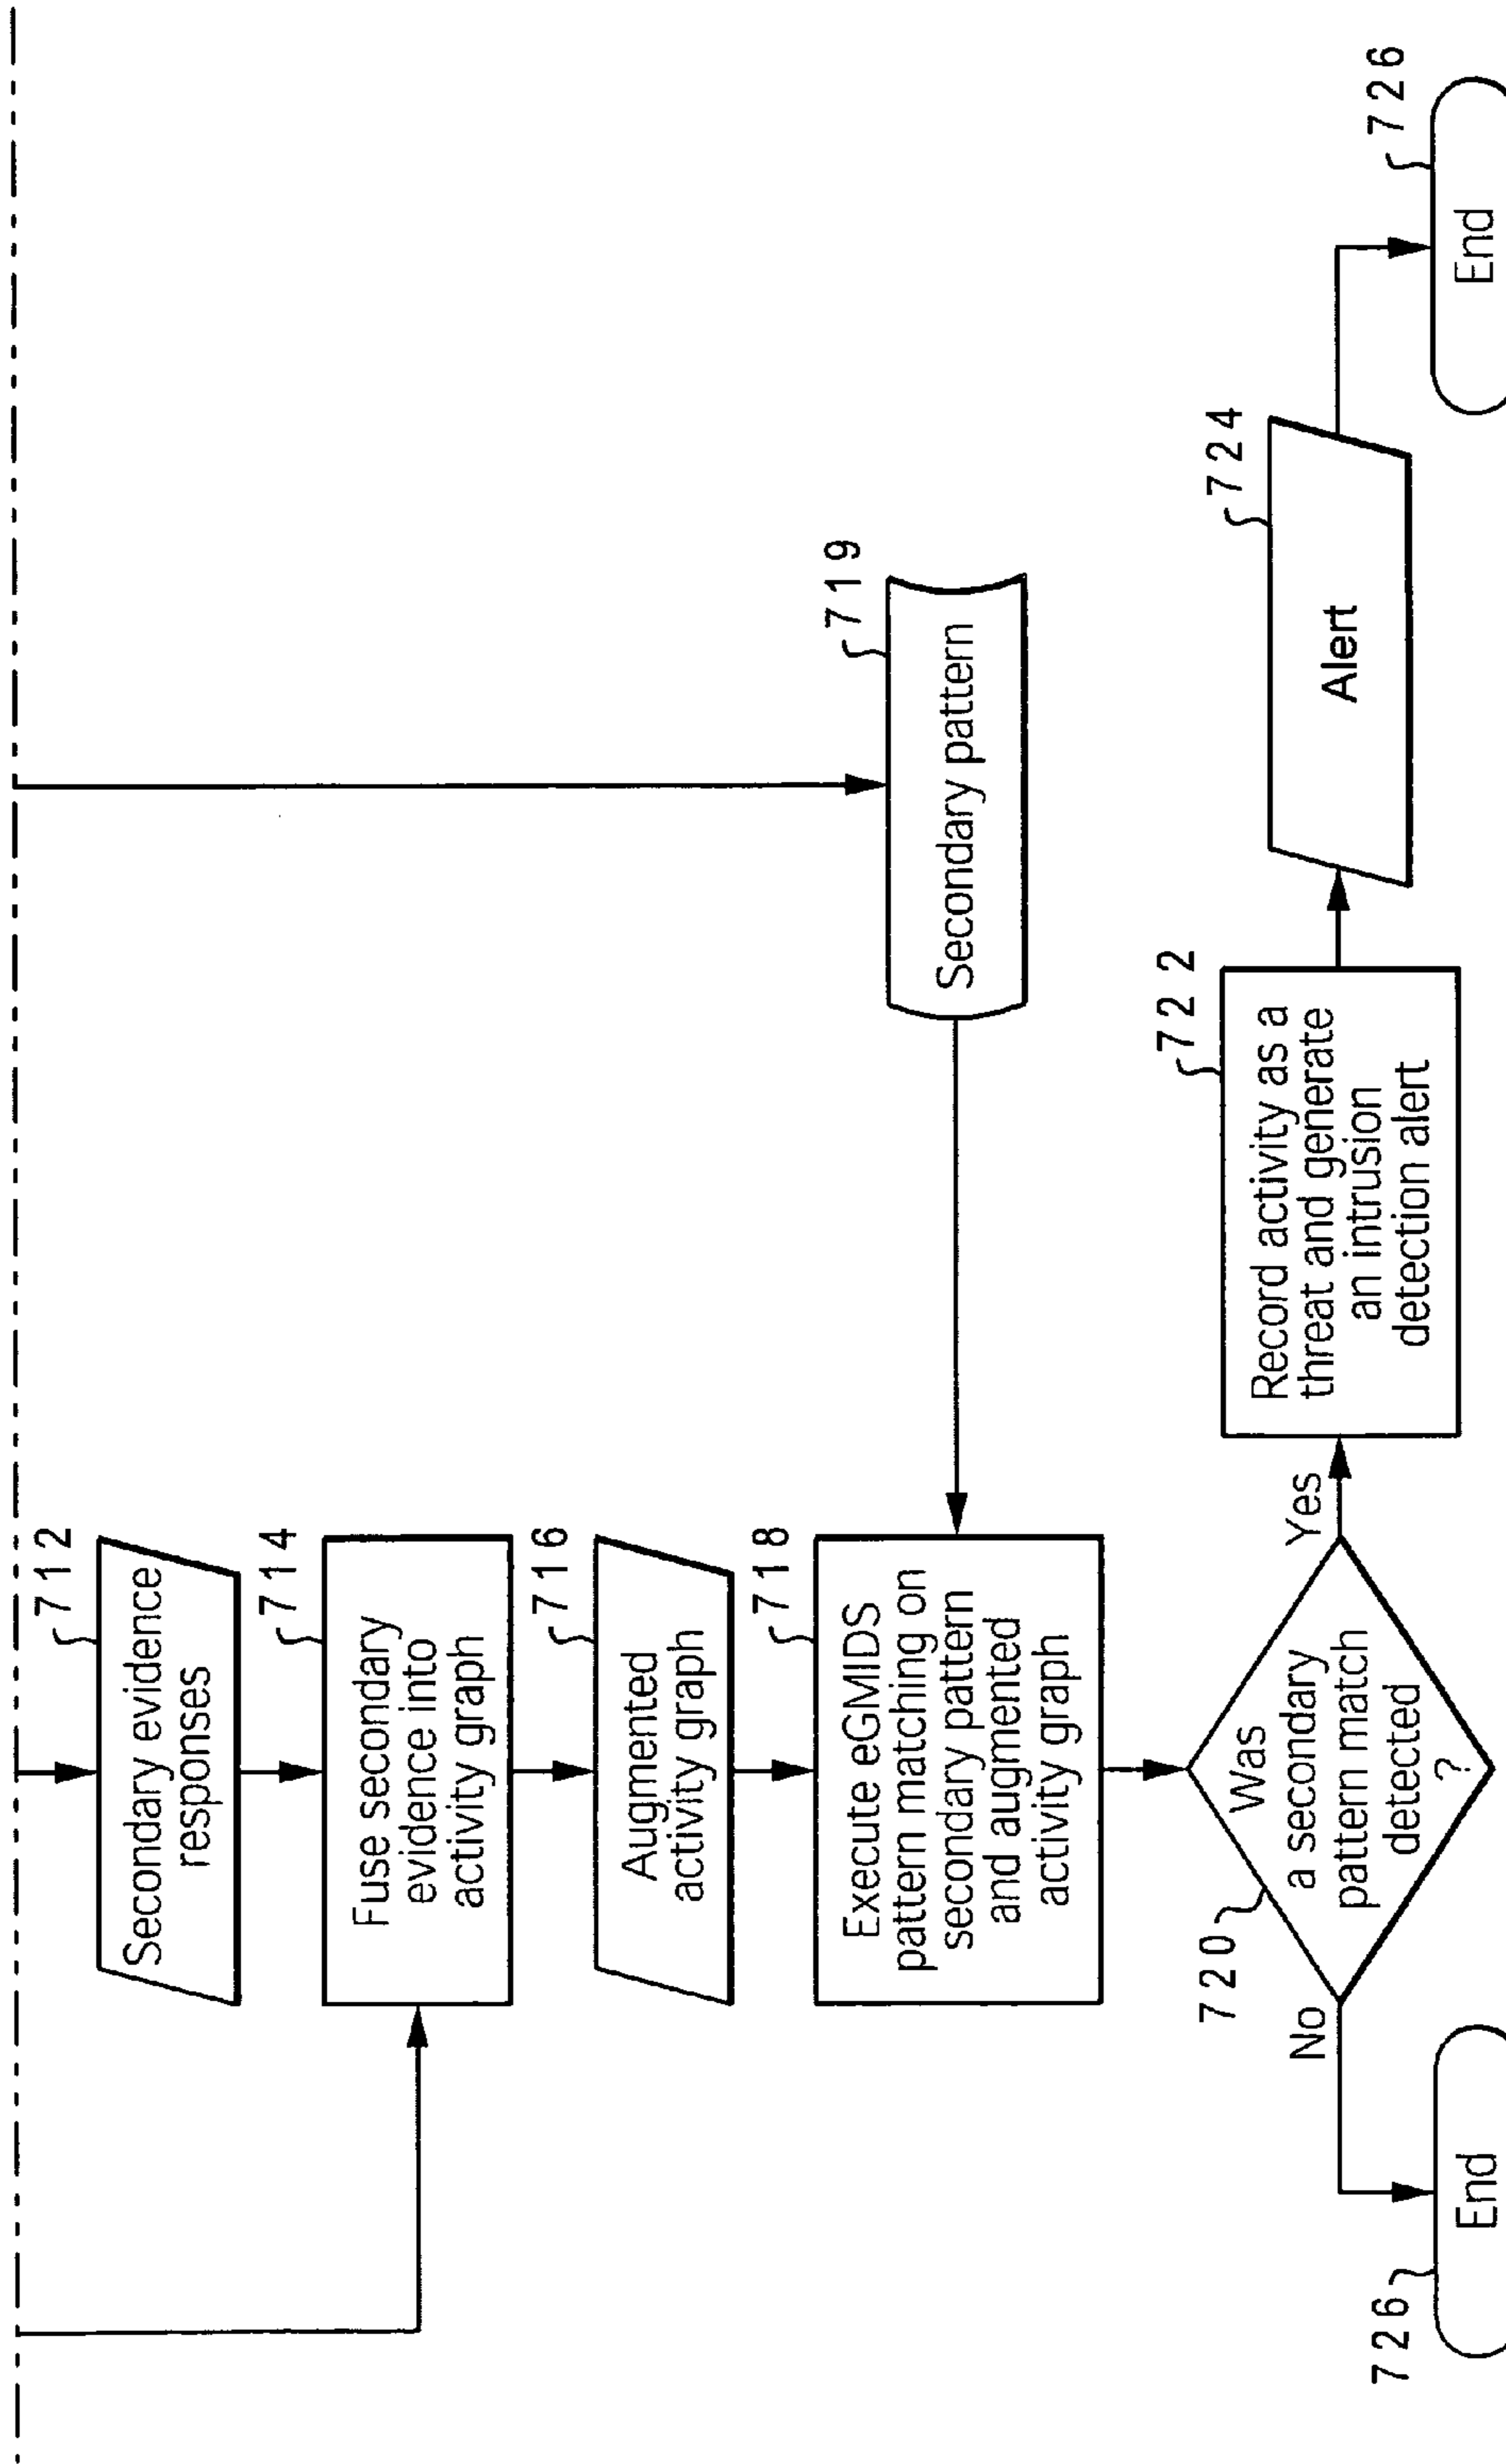 712
Secondary evidence
responses
714
Fuse secondary
evidence into
activity graph
716
Augmented
activity graph
718
Execute eGMIDS
pattern matching on
secondary pattern
and augmented
activity graph
719
Secondary pattern
720
Was
a secondary
pattern match
detected
?
No
Yes
722
Record activity as a
threat and generate
an intrusion
detection alert
724
Alert
726
End
726
End